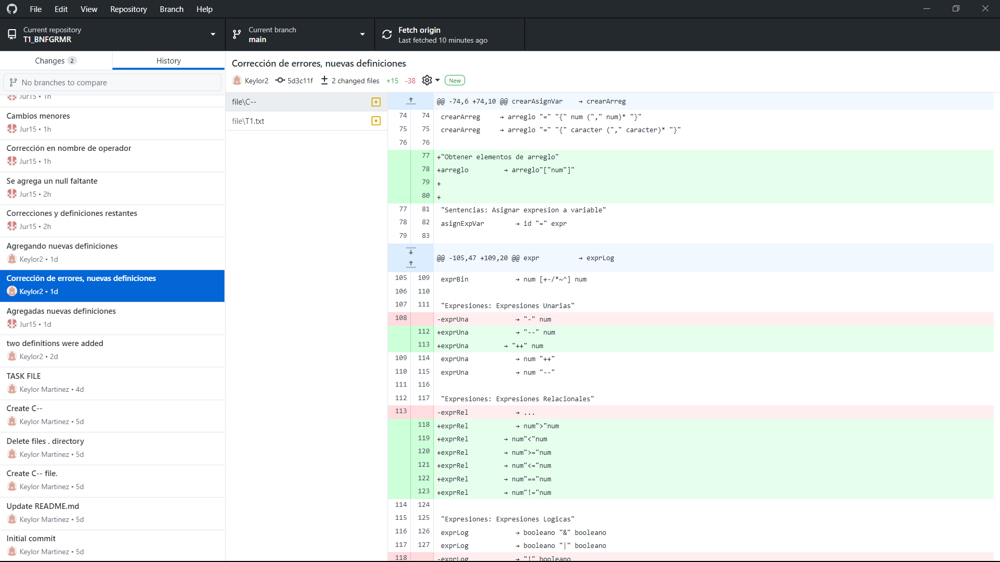 File Edit View Repository Branch Help
Current repository
T1_BNFGRMR
Current branch
main
Fetch origin
Last fetched 10 minutes ago
Changes 2
History
No branches to compare
Jur15 • 1h
Cambios menores
Jur15 • 1h
Corrección en nombre de operador
Jur15 • 1h
Se agrega un null faltante
Jur15 • 2h
Correcciones y definiciones restantes
Jur15 • 2h
Agregando nuevas definiciones
Keylor2 • 1d
Corrección de errores, nuevas definiciones
Keylor2 • 1d
Agregadas nuevas definiciones
Jur15 • 1d
two definitions were added
Keylor2 • 2d
TASK FILE
Keylor Martinez • 4d
Create C--
Keylor Martinez • 5d
Delete files . directory
Keylor Martinez • 5d
Create C-- file.
Keylor Martinez • 5d
Update README.md
Keylor Martinez • 5d
Initial commit
Keylor Martinez • 5d
Corrección de errores, nuevas definiciones
Keylor2 5d3c11f 2 changed files +15 -38 New
file\C--
file\T1.txt
@@ -74,6 +74,10 @@ crearAsignVar → crearArreg
74 74 crearArreg → arreglo "=" "{" num ("," num)* "}"
75 75 crearArreg → arreglo "=" "{" caracter ("," caracter)* "}"
76 76
77 +"Obtener elementos de arreglo"
78 +arreglo → arreglo"["num"]"
79 +
80 +
77 81 "Sentencias: Asignar expresion a variable"
78 82 asignExpVar → id "=" expr
79 83
@@ -105,47 +109,20 @@ expr → exprLog
105 109 exprBin → num [+-/*~^] num
106 110
107 111 "Expresiones: Expresiones Unarias"
108 -exprUna → "-" num
112 +exprUna → "--" num
113 +exprUna → "++" num
109 114 exprUna → num "++"
110 115 exprUna → num "--"
111 116
112 117 "Expresiones: Expresiones Relacionales"
113 -exprRel → ...
118 +exprRel → num">"num
119 +exprRel → num"<"num
120 +exprRel → num">="num
121 +exprRel → num"<="num
122 +exprRel → num"=="num
123 +exprRel → num"!="num
114 124
115 125 "Expresiones: Expresiones Logicas"
116 126 exprLog → booleano "&" booleano
117 127 exprLog → booleano "|" booleano
118 -exprLog → "!" booleano